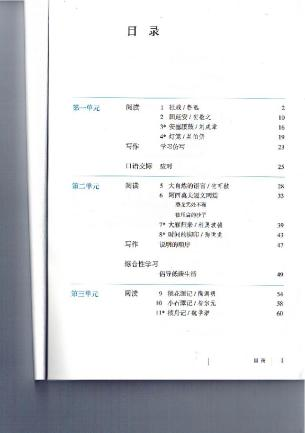 目 录
第一单元 阅读 1 社戏/鲁迅 2
2 回延安/贺敬之 10
3* 安塞腰鼓/刘成章 16
4* 灯笼/吴伯箫 19
写作 学习仿写 23
口语交际 应对 25
第二单元 阅读 5 大自然的语言/竺可桢 28
6 阿西莫夫短文两篇 33
恐龙无处不有
被压扁的沙子
7* 大雁归来/利奥波德 39
8* 时间的脚印/陶世龙 43
写作 说明的顺序 47
综合性学习
倡导低碳生活 49
第三单元 阅读 9 桃花源记/陶渊明 54
10 小石潭记/柳宗元 58
11* 核舟记/魏学洢 60
目录 1